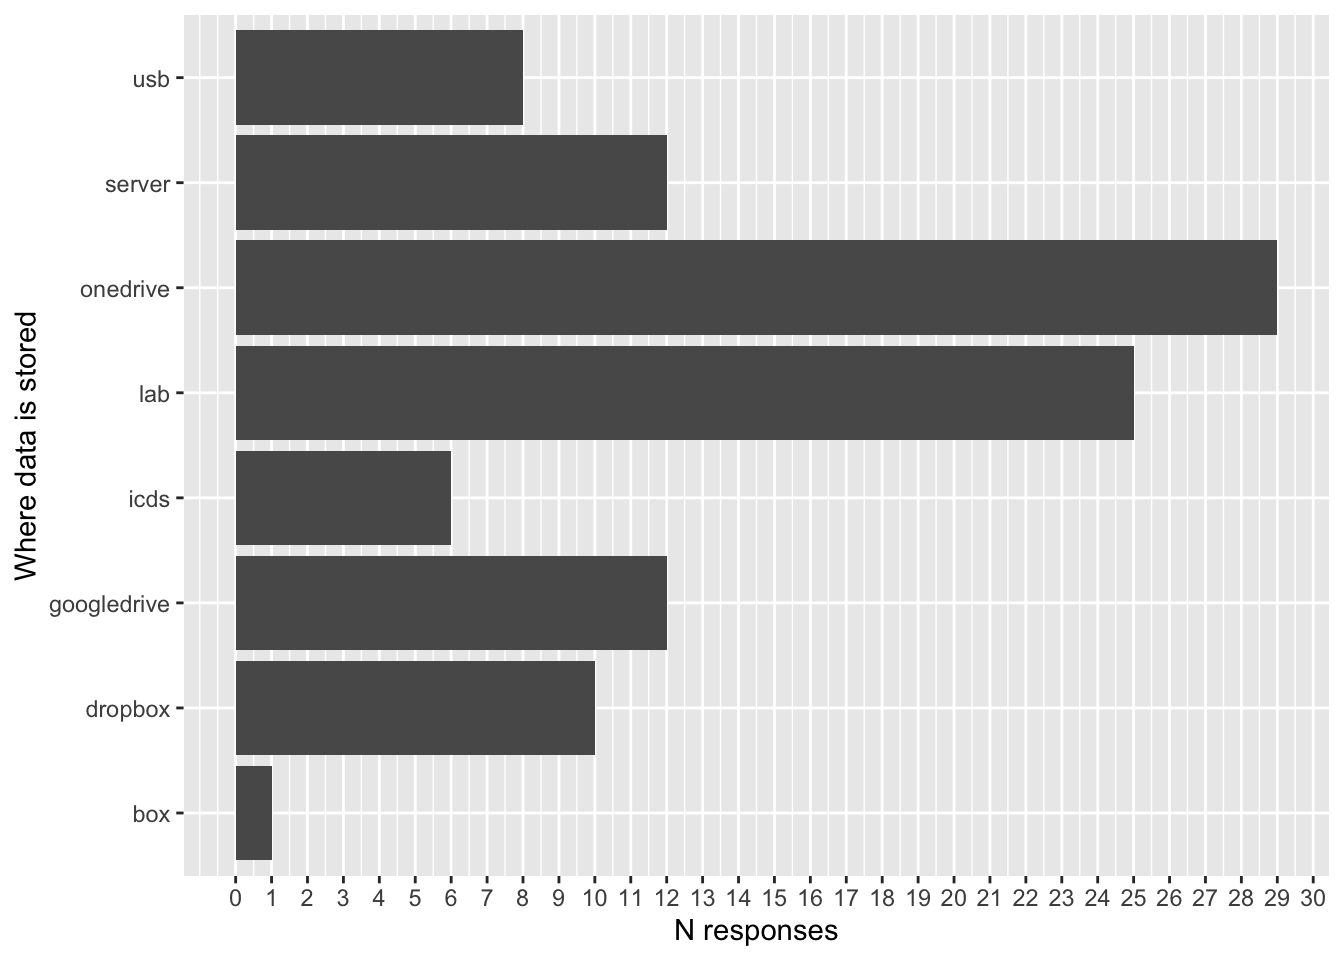 usb
server
onedrive
lab
icds
googledrive
dropbox
box
Where data is stored
0 1 2 3 4 5 6 7 8 9 10 11 12 13 14 15 16 17 18 19 20 21 22 23 24 25 26 27 28 29 30
N responses